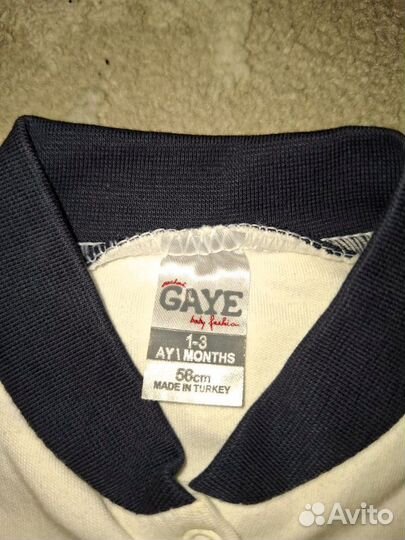 GAYE
baby fashion
1-3
AY | MONTHS
56cm
MADE IN TURKEY
Avito